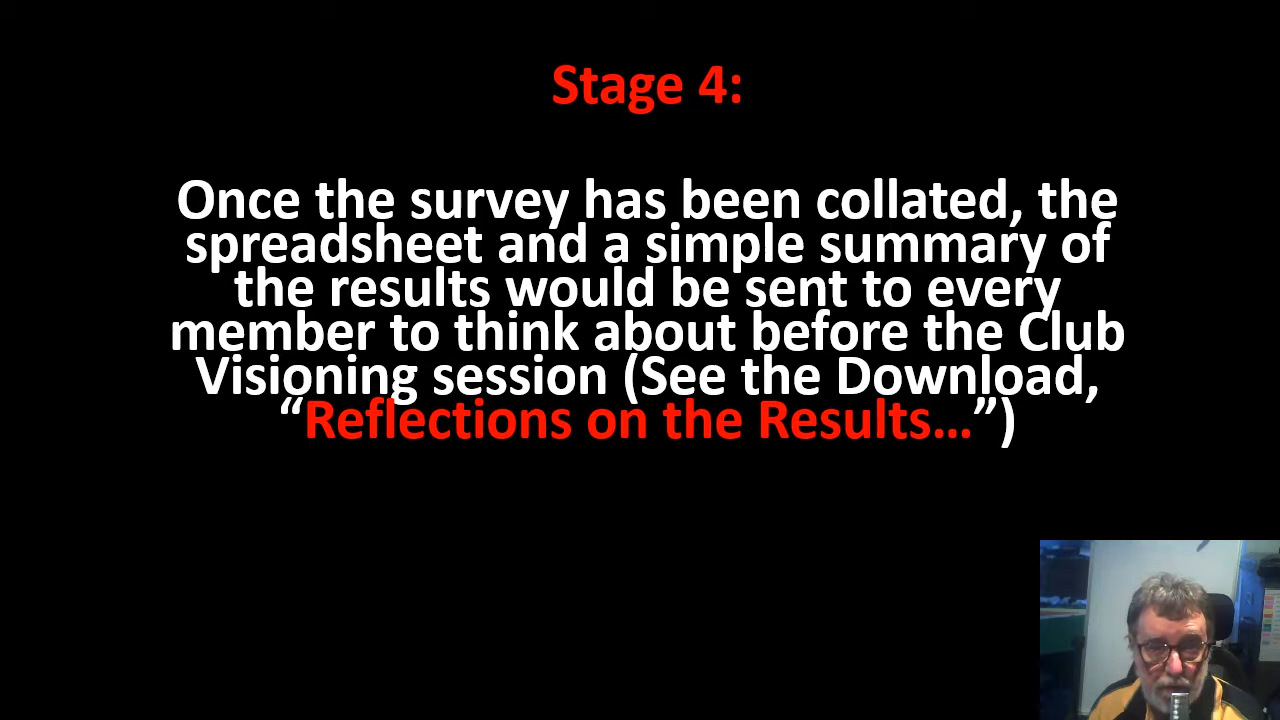 Stage 4:
Once the survey has been collated, the
spreadsheet and a simple summary of
the results would be sent to every
member to think about before the Club
Visioning session (See the Download,
“Reflections on the Results…”)